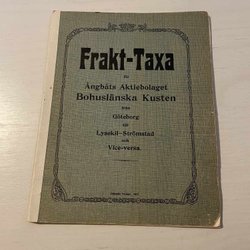 Frakt-Taxa
för
Ångbåts Aktiebolaget
Bohuslänska Kusten
från
Göteborg
till
Lysekil–Strömstad
och
Vice-versa.